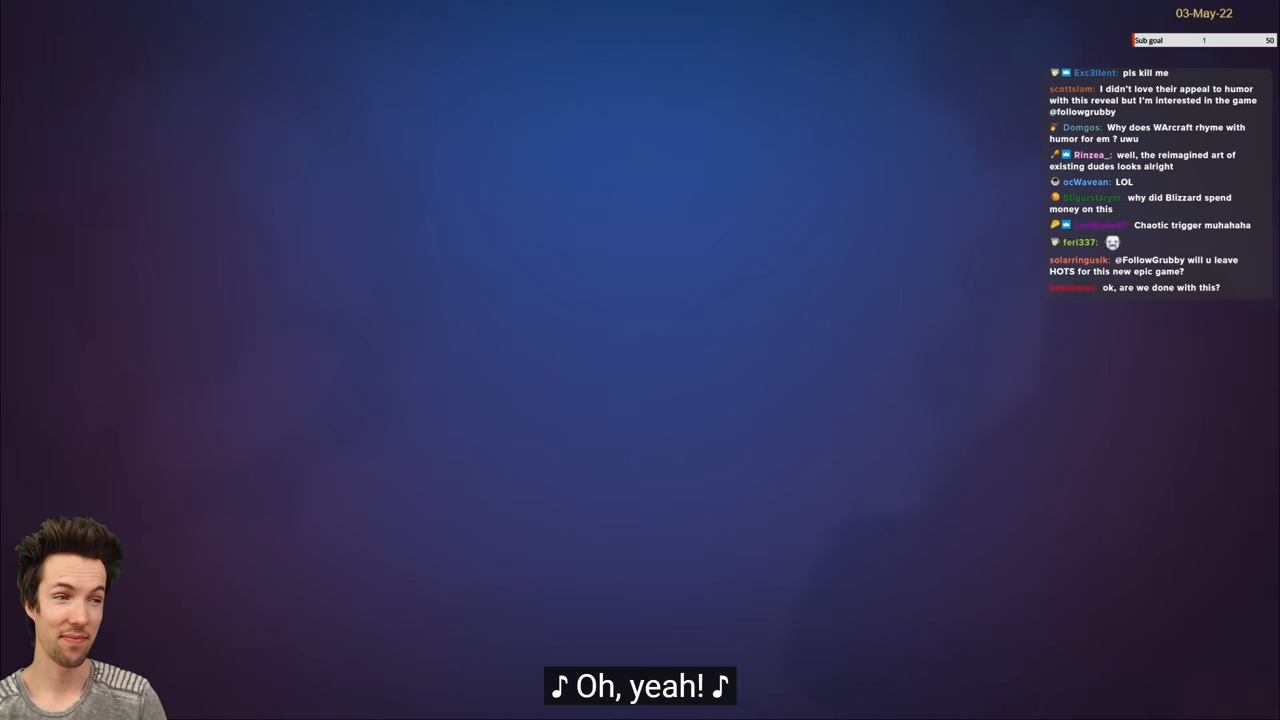 03-May-22
Sub goal 1 50
Exc3llent: pls kill me
scottslam: I didn't love their appeal to humor
with this reveal but I'm interested in the game
@followgrubby
Domgos: Why does WArcraft rhyme with
humor for em ? uwu
Rinzea_: well, the reimagined art of
existing dudes looks alright
ocWavean: LOL
Stigurstarym: why did Blizzard spend
money on this
Chaotic trigger muhahaha
ferl337:
solarringusik: @FollowGrubby will u leave
HOTS for this new epic game?
ok, are we done with this?
♪ Oh, yeah! ♪